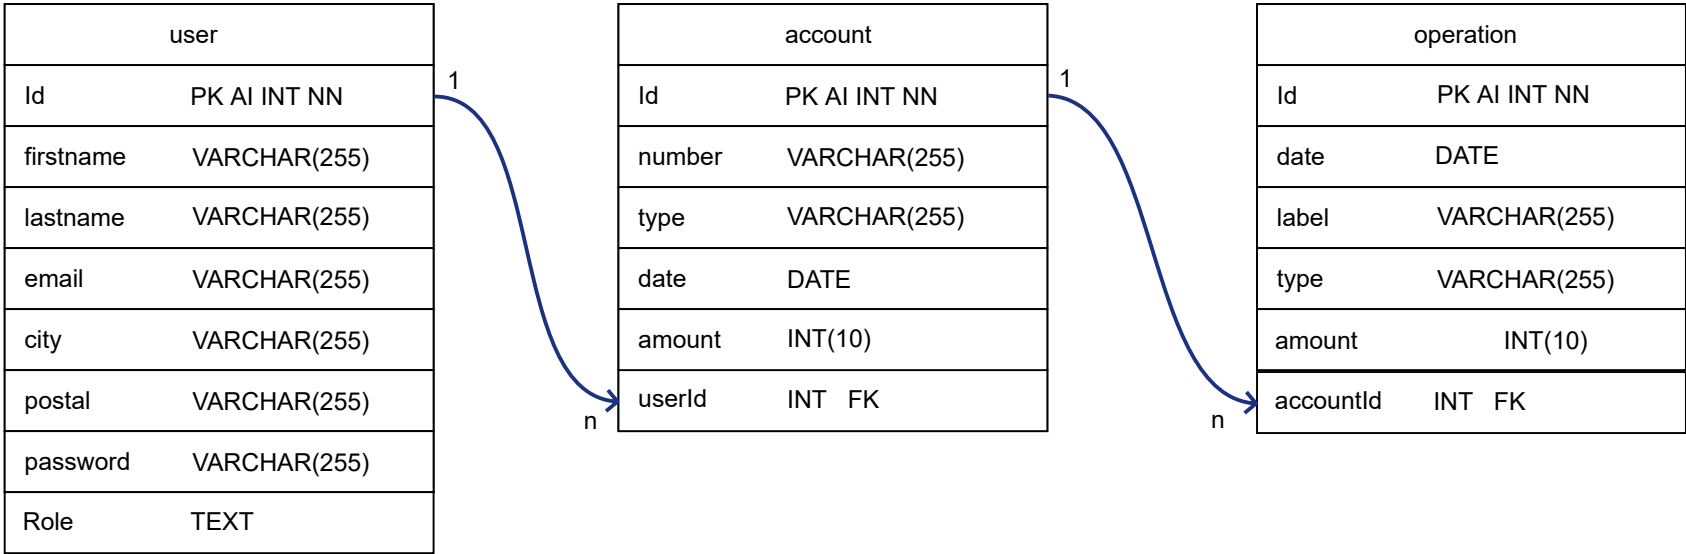 user
Id PK AI INT NN
firstname VARCHAR(255)
lastname VARCHAR(255)
email VARCHAR(255)
city VARCHAR(255)
postal VARCHAR(255)
password VARCHAR(255)
Role TEXT
1
n
account
Id PK AI INT NN
number VARCHAR(255)
type VARCHAR(255)
date DATE
amount INT(10)
userId INT FK
1
n
operation
Id PK AI INT NN
date DATE
label VARCHAR(255)
type VARCHAR(255)
amount INT(10)
accountId INT FK